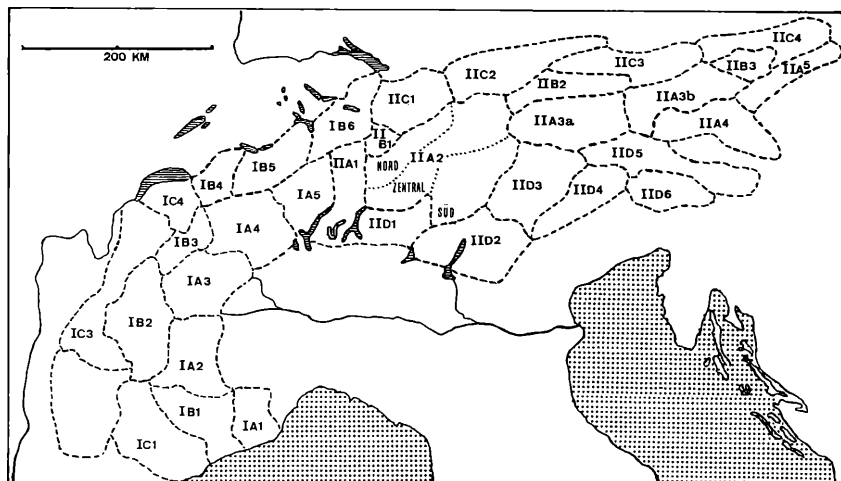 200 KM
IIC4
IIC3
IIC2
IIB3
IIA5
IIB2
IIC1
IIA3b
IB6
IIA3a
IIA4
II
B1
IIA2
NORD
IIA1
IB5
IID5
ZENTRAL
IB4
IA5
IID3
IID4
IID6
IC4
SÜD
IID1
IB3
IA4
IID2
IA3
IB2
IC3
IA2
IB1
IA1
IC1